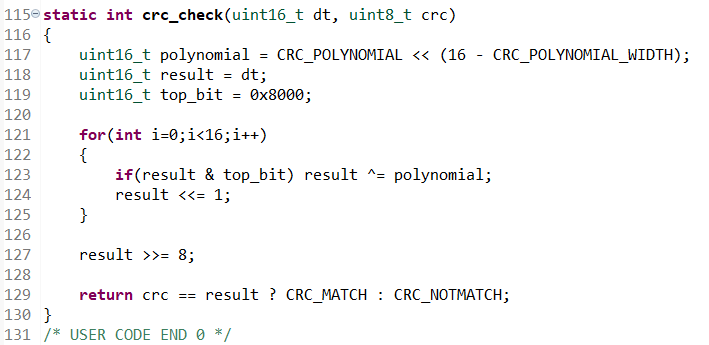 115 static int crc_check(uint16_t dt, uint8_t crc)
116 {
117     uint16_t polynomial = CRC_POLYNOMIAL << (16 - CRC_POLYNOMIAL_WIDTH);
118     uint16_t result = dt;
119     uint16_t top_bit = 0x8000;
120
121     for(int i=0;i<16;i++)
122     {
123         if(result & top_bit) result ^= polynomial;
124         result <<= 1;
125     }
126
127     result >>= 8;
128
129     return crc == result ? CRC_MATCH : CRC_NOTMATCH;
130 }
131 /* USER CODE END 0 */